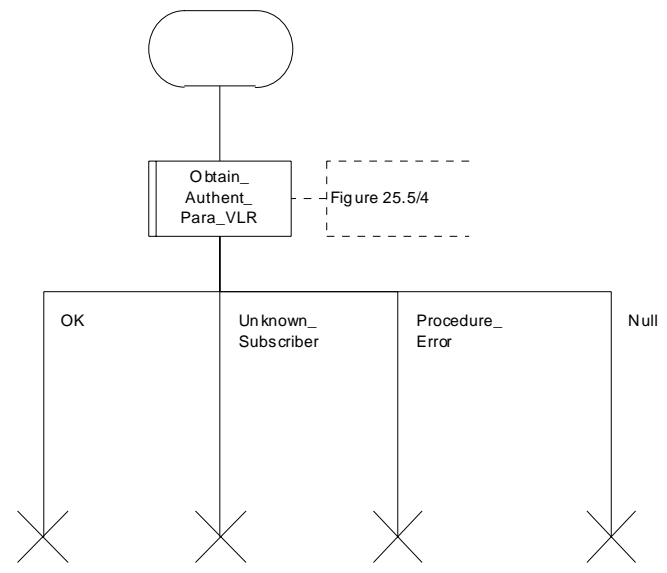 Obtain_
Authent_
Para_VLR
Figure 25.5/4
OK
Unknown_
Subscriber
Procedure_
Error
Null